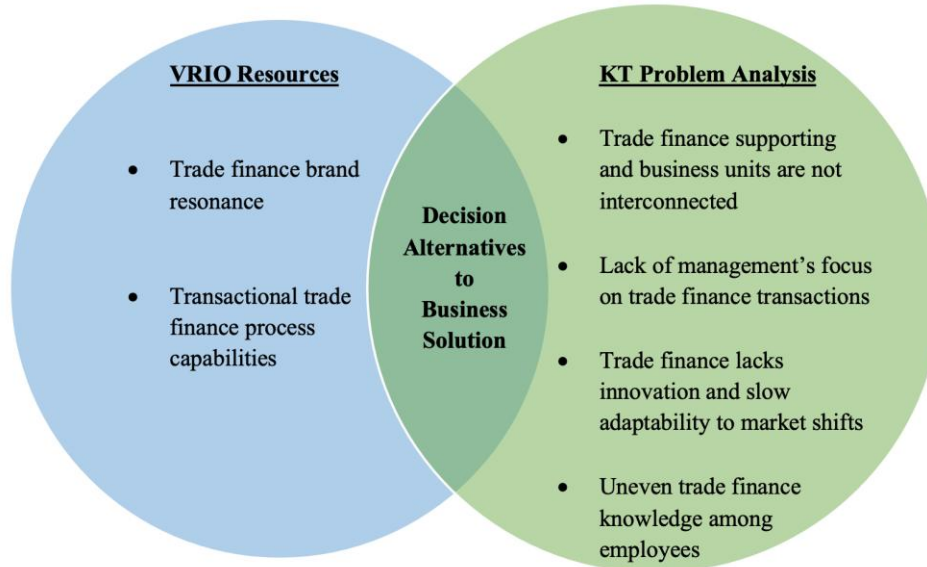 VRIO Resources
• Trade finance brand
resonance
• Transactional trade
finance process
capabilities
Decision
Alternatives
to
Business
Solution
KT Problem Analysis
• Trade finance supporting
and business units are not
interconnected
• Lack of management’s focus
on trade finance transactions
• Trade finance lacks
innovation and slow
adaptability to market shifts
• Uneven trade finance
knowledge among
employees